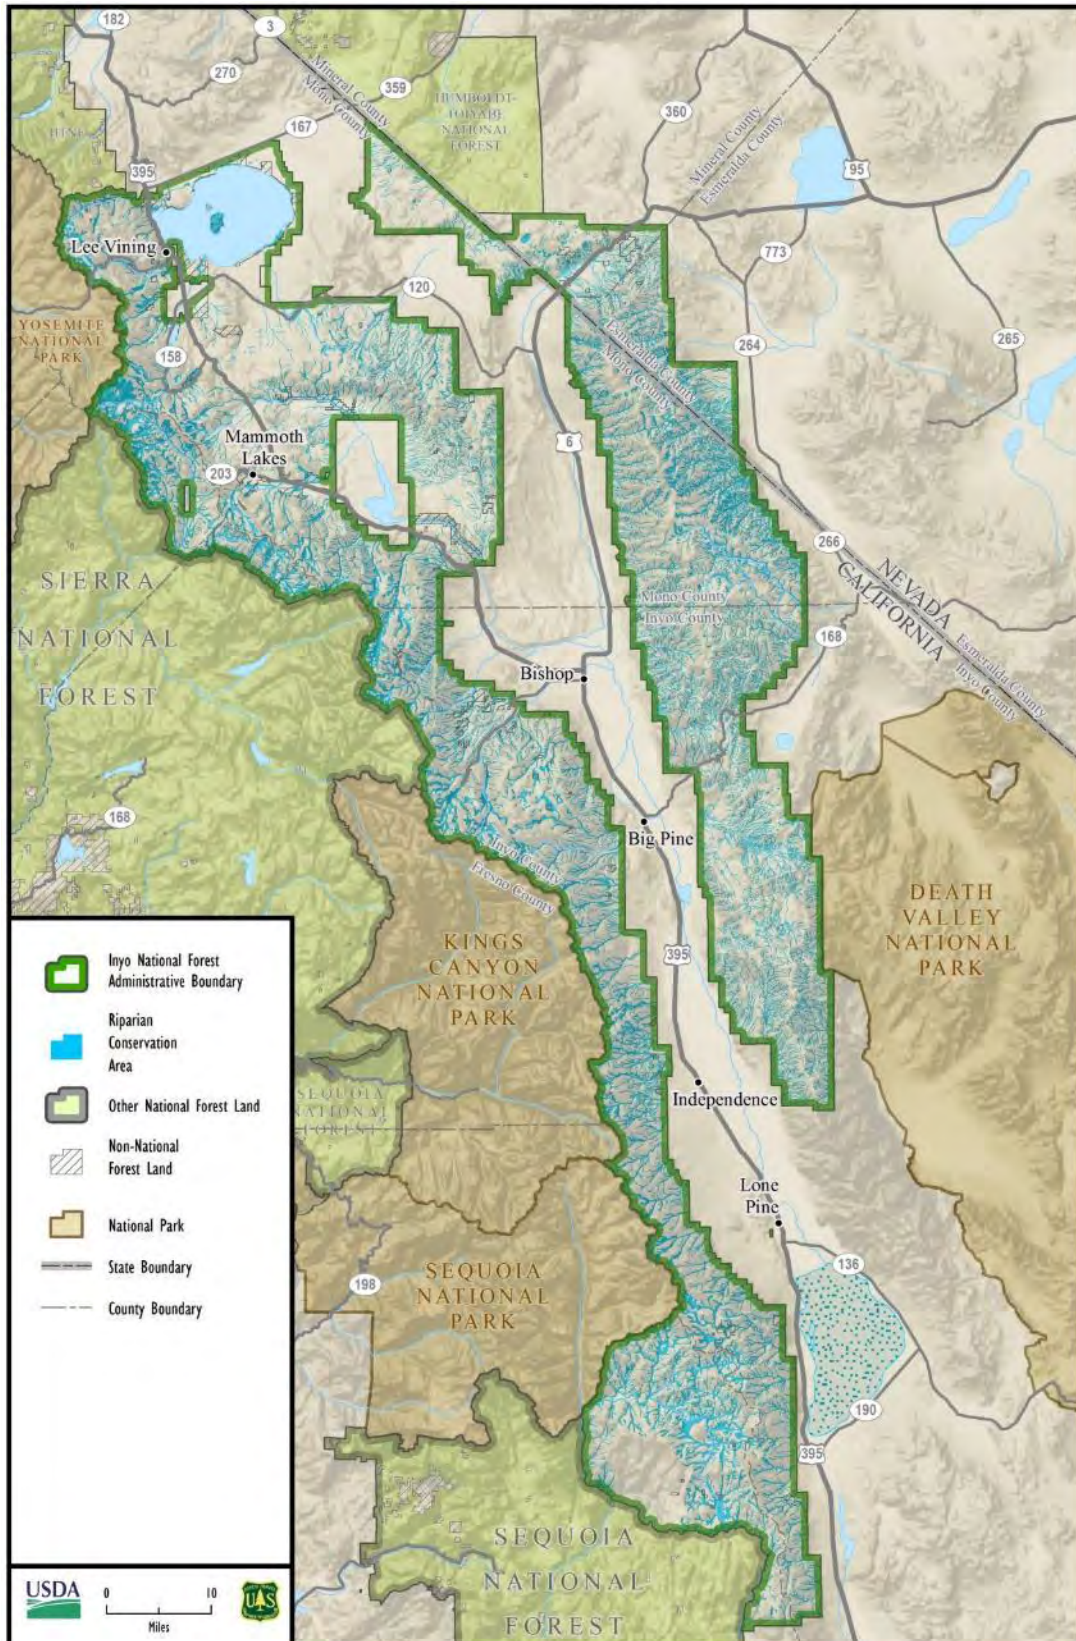 182
3
270
359
Mineral County
Mono County
HUMBOLDT-
TOIYABE
NATIONAL
FOREST
360
Mineral County
Esmeralda County
167
95
395
Lee Vining
773
120
YOSEMITE
NATIONAL
PARK
158
264
265
Esmeralda County
Mono County
6
Mammoth
Lakes
203
266
NEVADA
CALIFORNIA
SIERRA
NATIONAL
FOREST
Mono County
Inyo County
168
Esmeralda County
Inyo County
Bishop
168
Big Pine
Inyo County
Fresno County
DEATH
VALLEY
NATIONAL
PARK
KINGS
CANYON
NATIONAL
PARK
395
SEQUOIA
NATIONAL
FOREST
Independence
Lone
Pine
136
198
SEQUOIA
NATIONAL
PARK
190
395
SEQUOIA
NATIONAL
FOREST
Inyo National Forest
Administrative Boundary
Riparian
Conservation
Area
Other National Forest Land
Non-National
Forest Land
National Park
State Boundary
County Boundary
USDA
0 10
Miles
U S